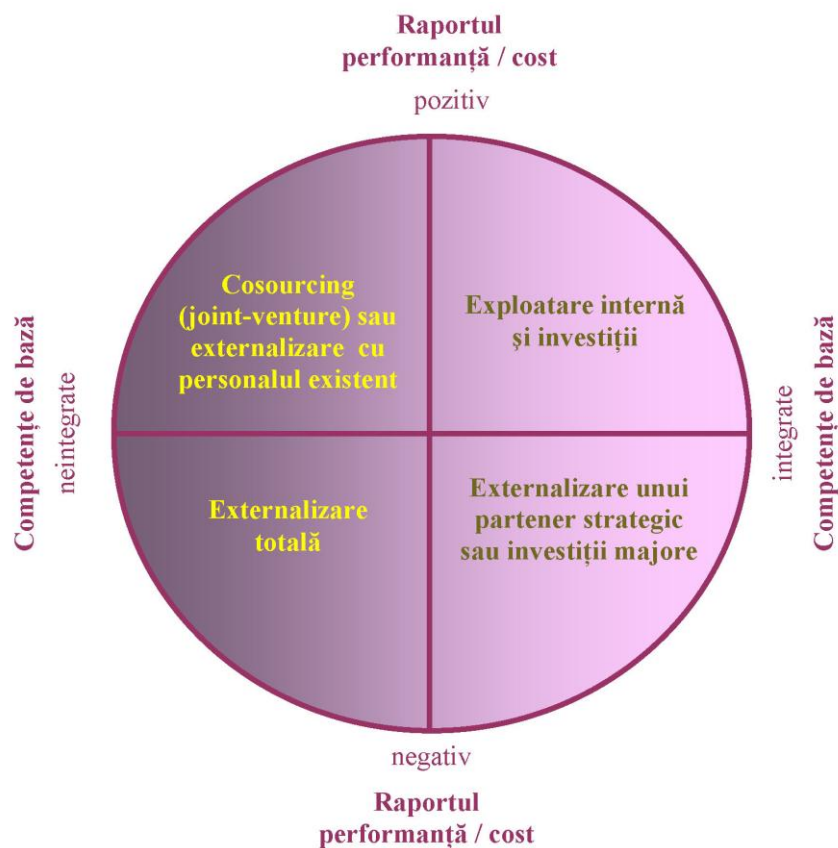 Raportul
performanță / cost
pozitiv
Cosourcing
(joint-venture) sau
externalizare cu
personalul existent
Exploatare internă
şi investiții
Competențe de bază
neintegrate
integrate
Competențe de bază
Externalizare
totală
Externalizare unui
partener strategic
sau investiții majore
negativ
Raportul
performanță / cost